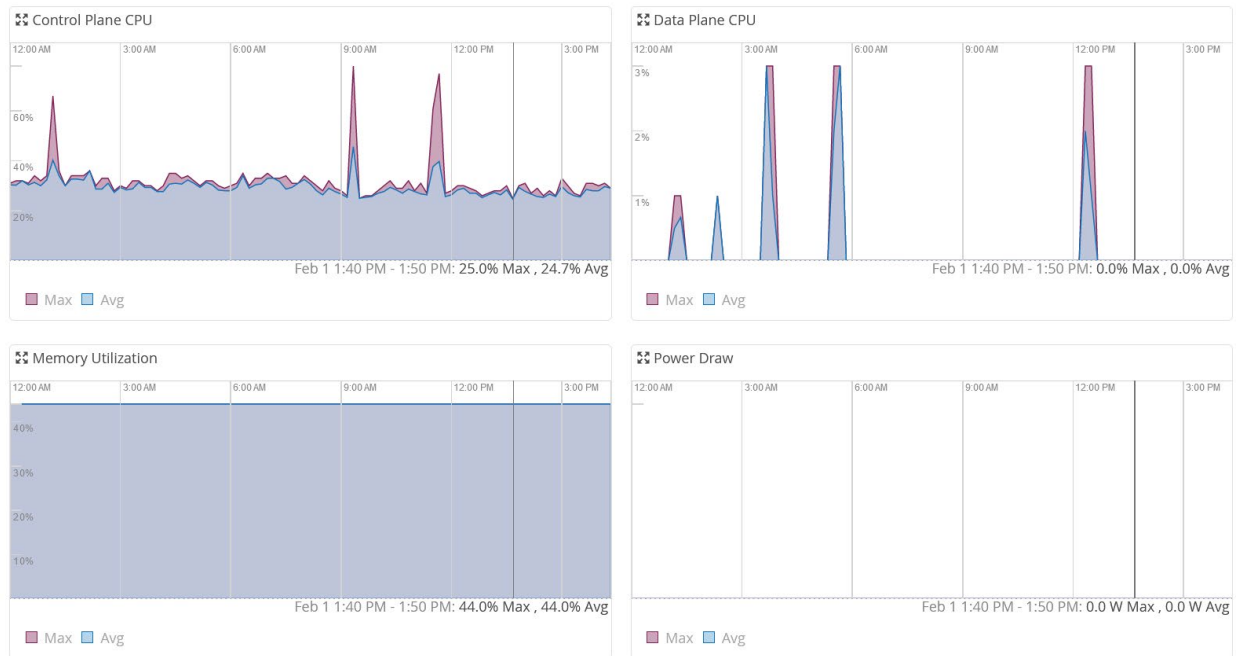 Control Plane CPU
12:00 AM 3:00 AM 6:00 AM 9:00 AM 12:00 PM 3:00 PM
60%
40%
20%
Feb 1 1:40 PM - 1:50 PM: 25.0% Max , 24.7% Avg
Max Avg
Data Plane CPU
12:00 AM 3:00 AM 6:00 AM 9:00 AM 12:00 PM 3:00 PM
3%
2%
1%
Feb 1 1:40 PM - 1:50 PM: 0.0% Max , 0.0% Avg
Max Avg
Memory Utilization
12:00 AM 3:00 AM 6:00 AM 9:00 AM 12:00 PM 3:00 PM
40%
30%
20%
10%
Feb 1 1:40 PM - 1:50 PM: 44.0% Max , 44.0% Avg
Max Avg
Power Draw
12:00 AM 3:00 AM 6:00 AM 9:00 AM 12:00 PM 3:00 PM
Feb 1 1:40 PM - 1:50 PM: 0.0 W Max , 0.0 W Avg
Max Avg